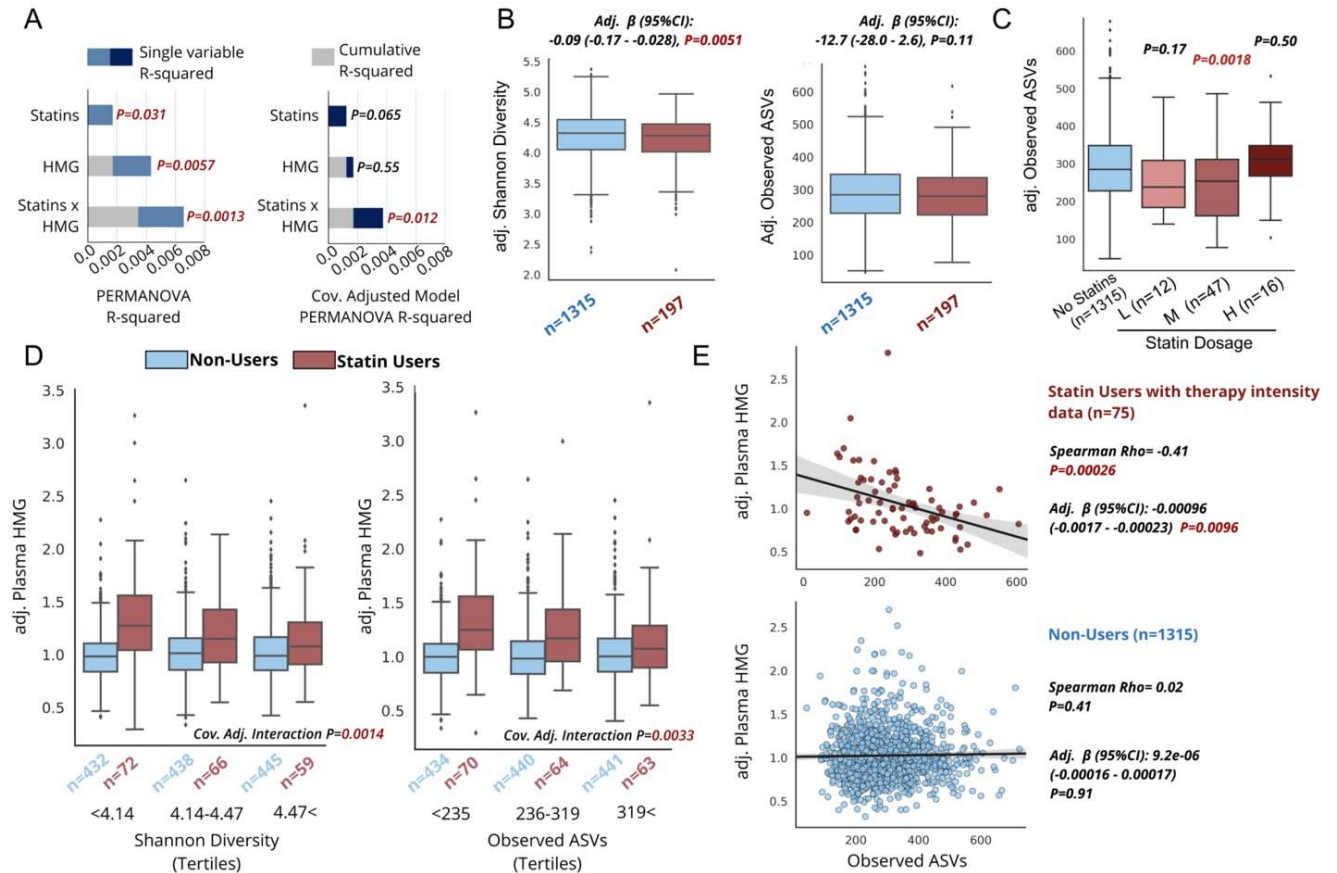 A
Single variable
R-squared
Cumulative
R-squared
Statins
P=0.031
HMG
P=0.0057
Statins x
HMG
P=0.0013
0.0
0.002
0.004
0.006
0.008
PERMANOVA
R-squared
Statins
P=0.065
HMG
P=0.55
Statins x
HMG
P=0.012
0.0
0.002
0.004
0.006
0.008
Cov. Adjusted Model
PERMANOVA R-squared
B
Adj. β (95%CI):
-0.09 (-0.17 - -0.028), P=0.0051
adj. Shannon Diversity
5.5
5.0
4.5
4.0
3.5
3.0
2.5
2.0
n=1315
n=197
Adj. β (95%CI):
-12.7 (-28.0 - 2.6), P=0.11
Adj. Observed ASVs
600
500
400
300
200
100
n=1315
n=197
C
P=0.17
P=0.0018
P=0.50
adj. Observed ASVs
600
500
400
300
200
100
No Statins
(n=1315)
L (n=12)
M (n=47)
H (n=16)
Statin Dosage
D
Non-Users
Statin Users
adj. Plasma HMG
3.5
3.0
2.5
2.0
1.5
1.0
0.5
Cov. Adj. Interaction P=0.0014
n=432
n=72
n=438
n=66
n=445
n=59
<4.14
4.14-4.47
4.47<
Shannon Diversity
(Tertiles)
adj. Plasma HMG
3.5
3.0
2.5
2.0
1.5
1.0
0.5
Cov. Adj. Interaction P=0.0033
n=434
n=70
n=440
n=64
n=441
n=63
<235
236-319
319<
Observed ASVs
(Tertiles)
E
adj. Plasma HMG
2.5
2.0
1.5
1.0
0.5
0
200
400
600
Statin Users with therapy intensity
data (n=75)
Spearman Rho= -0.41
P=0.00026
Adj. β (95%CI): -0.00096
(-0.0017 - -0.00023) P=0.0096
adj. Plasma HMG
2.5
2.0
1.5
1.0
0.5
200
400
600
Observed ASVs
Non-Users (n=1315)
Spearman Rho= 0.02
P=0.41
Adj. β (95%CI): 9.2e-06
(-0.00016 - 0.00017)
P=0.91